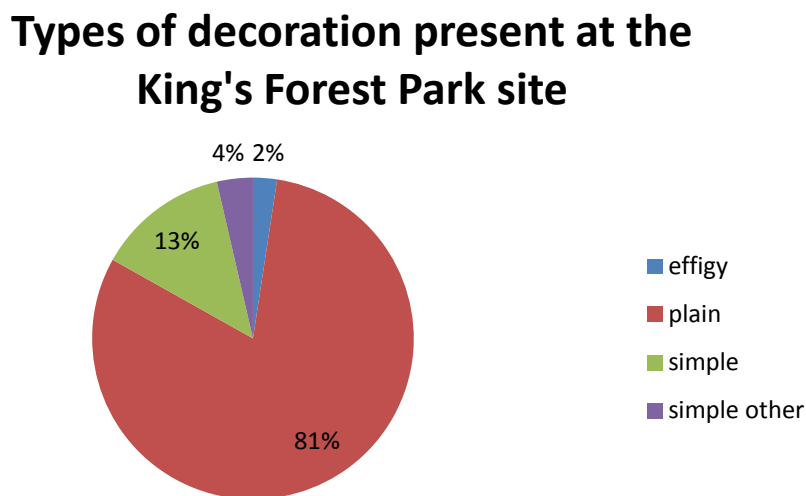 Types of decoration present at the
King's Forest Park site
4% 2%
13%
81%
effigy
plain
simple
simple other